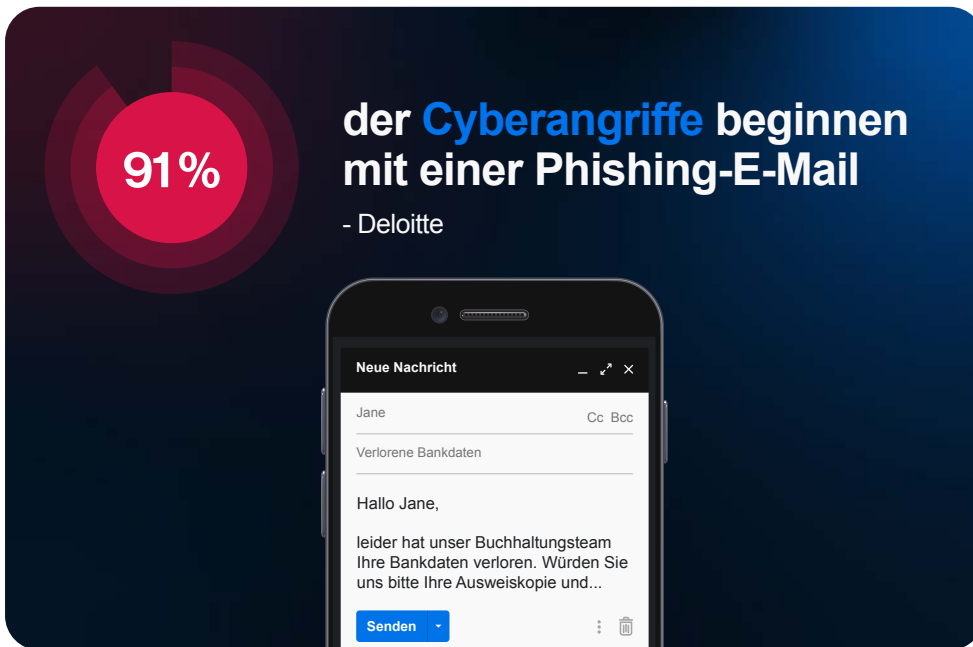 91%
der Cyberangriffe beginnen
mit einer Phishing-E-Mail
- Deloitte
Neue Nachricht
Jane
Cc Bcc
Verlorene Bankdaten
Hallo Jane,
leider hat unser Buchhaltungsteam
Ihre Bankdaten verloren. Würden Sie
uns bitte Ihre Ausweiskopie und...
Senden